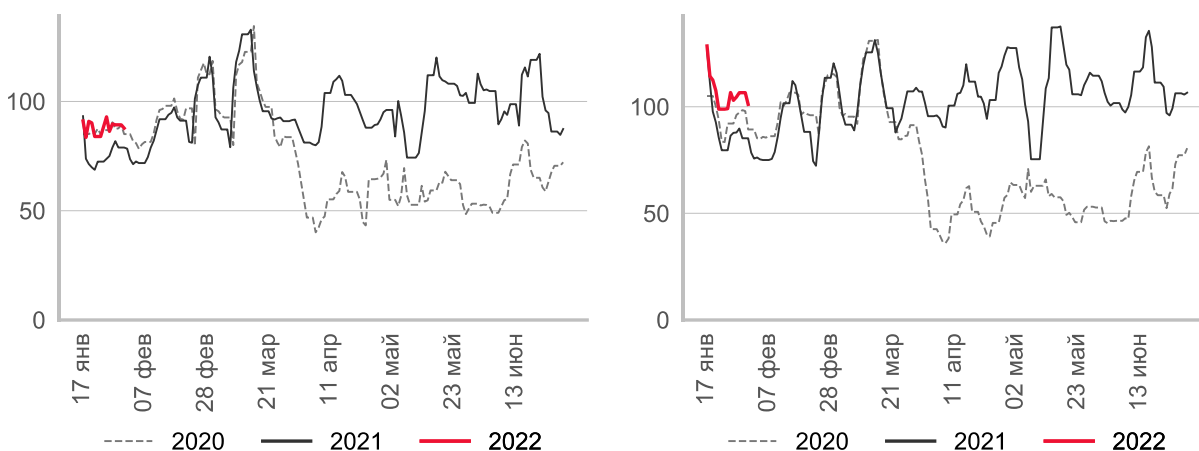 100
50
0
17 янв
07 фев
28 фев
21 мар
11 апр
02 май
23 май
13 июн
2020 2021 2022
100
50
0
17 янв
07 фев
28 фев
21 мар
11 апр
02 май
23 май
13 июн
2020 2021 2022